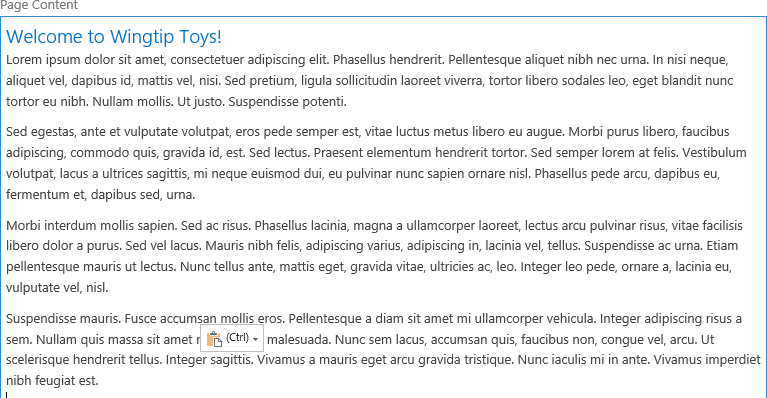 Page Content
Welcome to Wingtip Toys!
Lorem ipsum dolor sit amet, consectetuer adipiscing elit. Phasellus hendrerit. Pellentesque aliquet nibh nec urna. In nisi neque,
aliquet vel, dapibus id, mattis vel, nisi. Sed pretium, ligula sollicitudin laoreet viverra, tortor libero sodales leo, eget blandit nunc
tortor eu nibh. Nullam mollis. Ut justo. Suspendisse potenti.
Sed egestas, ante et vulputate volutpat, eros pede semper est, vitae luctus metus libero eu augue. Morbi purus libero, faucibus
adipiscing, commodo quis, gravida id, est. Sed lectus. Praesent elementum hendrerit tortor. Sed semper lorem at felis. Vestibulum
volutpat, lacus a ultrices sagittis, mi neque euismod dui, eu pulvinar nunc sapien ornare nisl. Phasellus pede arcu, dapibus eu,
fermentum et, dapibus sed, urna.
Morbi interdum mollis sapien. Sed ac risus. Phasellus lacinia, magna a ullamcorper laoreet, lectus arcu pulvinar risus, vitae facilisis
libero dolor a purus. Sed vel lacus. Mauris nibh felis, adipiscing varius, adipiscing in, lacinia vel, tellus. Suspendisse ac urna. Etiam
pellentesque mauris ut lectus. Nunc tellus ante, mattis eget, gravida vitae, ultricies ac, leo. Integer leo pede, ornare a, lacinia eu,
vulputate vel, nisl.
Suspendisse mauris. Fusce accumsan mollis eros. Pellentesque a diam sit amet mi ullamcorper vehicula. Integer adipiscing risus a
sem. Nullam quis massa sit amet (Ctrl) malesuada. Nunc sem lacus, accumsan quis, faucibus non, congue vel, arcu. Ut
scelerisque hendrerit tellus. Integer sagittis. Vivamus a mauris eget arcu gravida tristique. Nunc iaculis mi in ante. Vivamus imperdiet
nibh feugiat est.